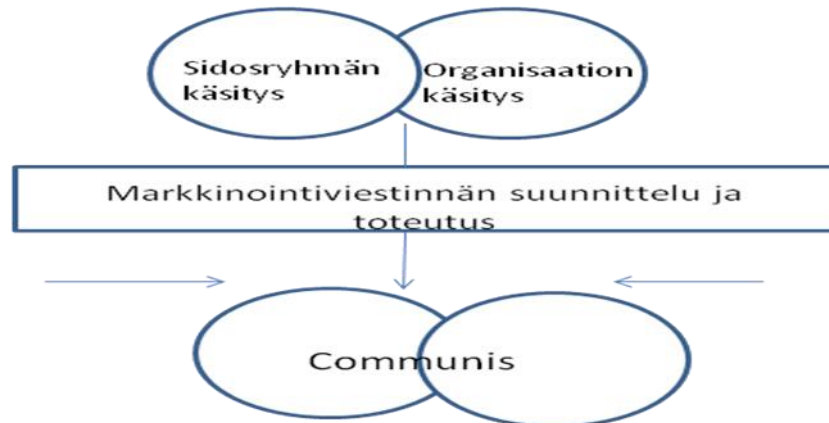 Sidosryhmän
käsitys
Organisaation
käsitys
Markkinointiviestinnän suunnittelu ja
toteutus
Communis